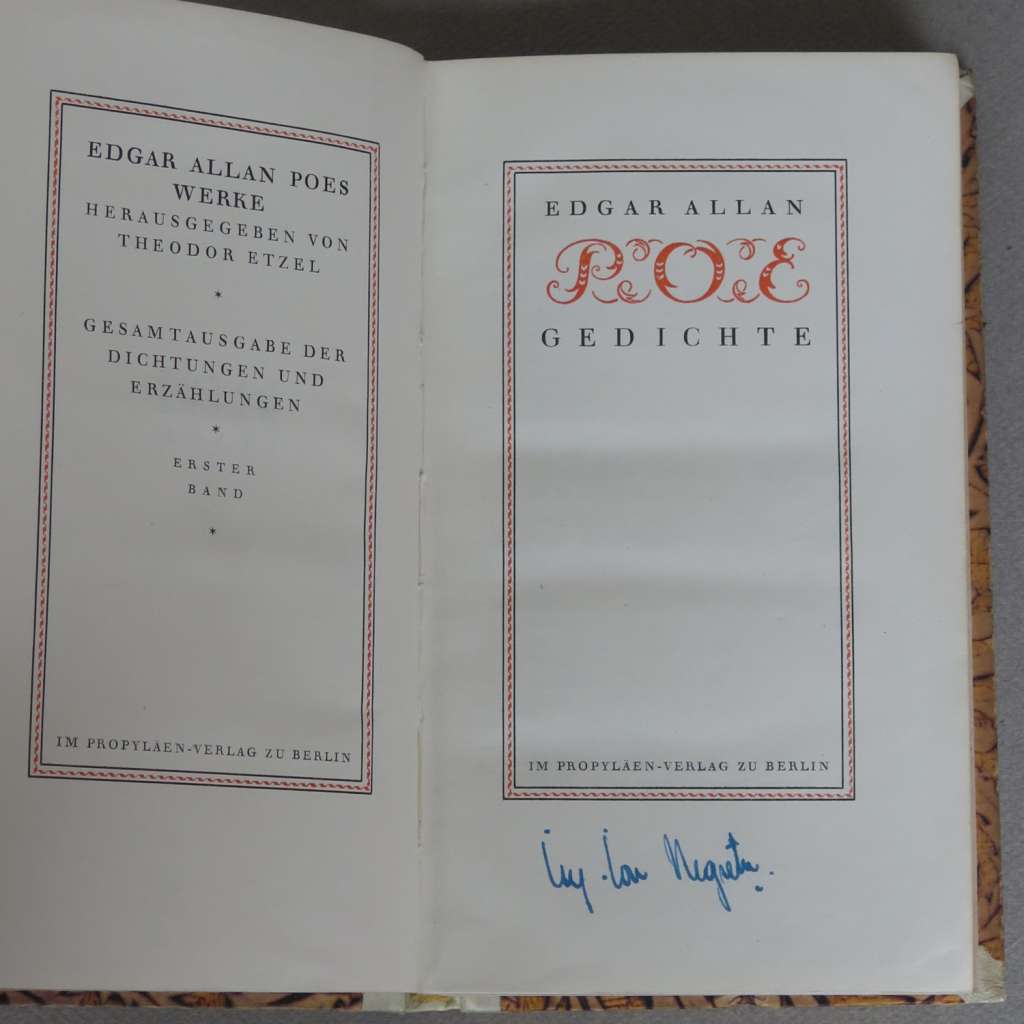 EDGAR ALLAN POES
WERKE
HERAUSGEGEBEN VON
THEODOR ETZEL
*
GESAMTAUSGABE DER
DICHTUNGEN UND
ERZÄHLUNGEN
*
ERSTER
BAND
*
IM PROPYLÄEN-VERLAG ZU BERLIN
EDGAR ALLAN
POE
GEDICHTE
IM PROPYLÄEN-VERLAG ZU BERLIN